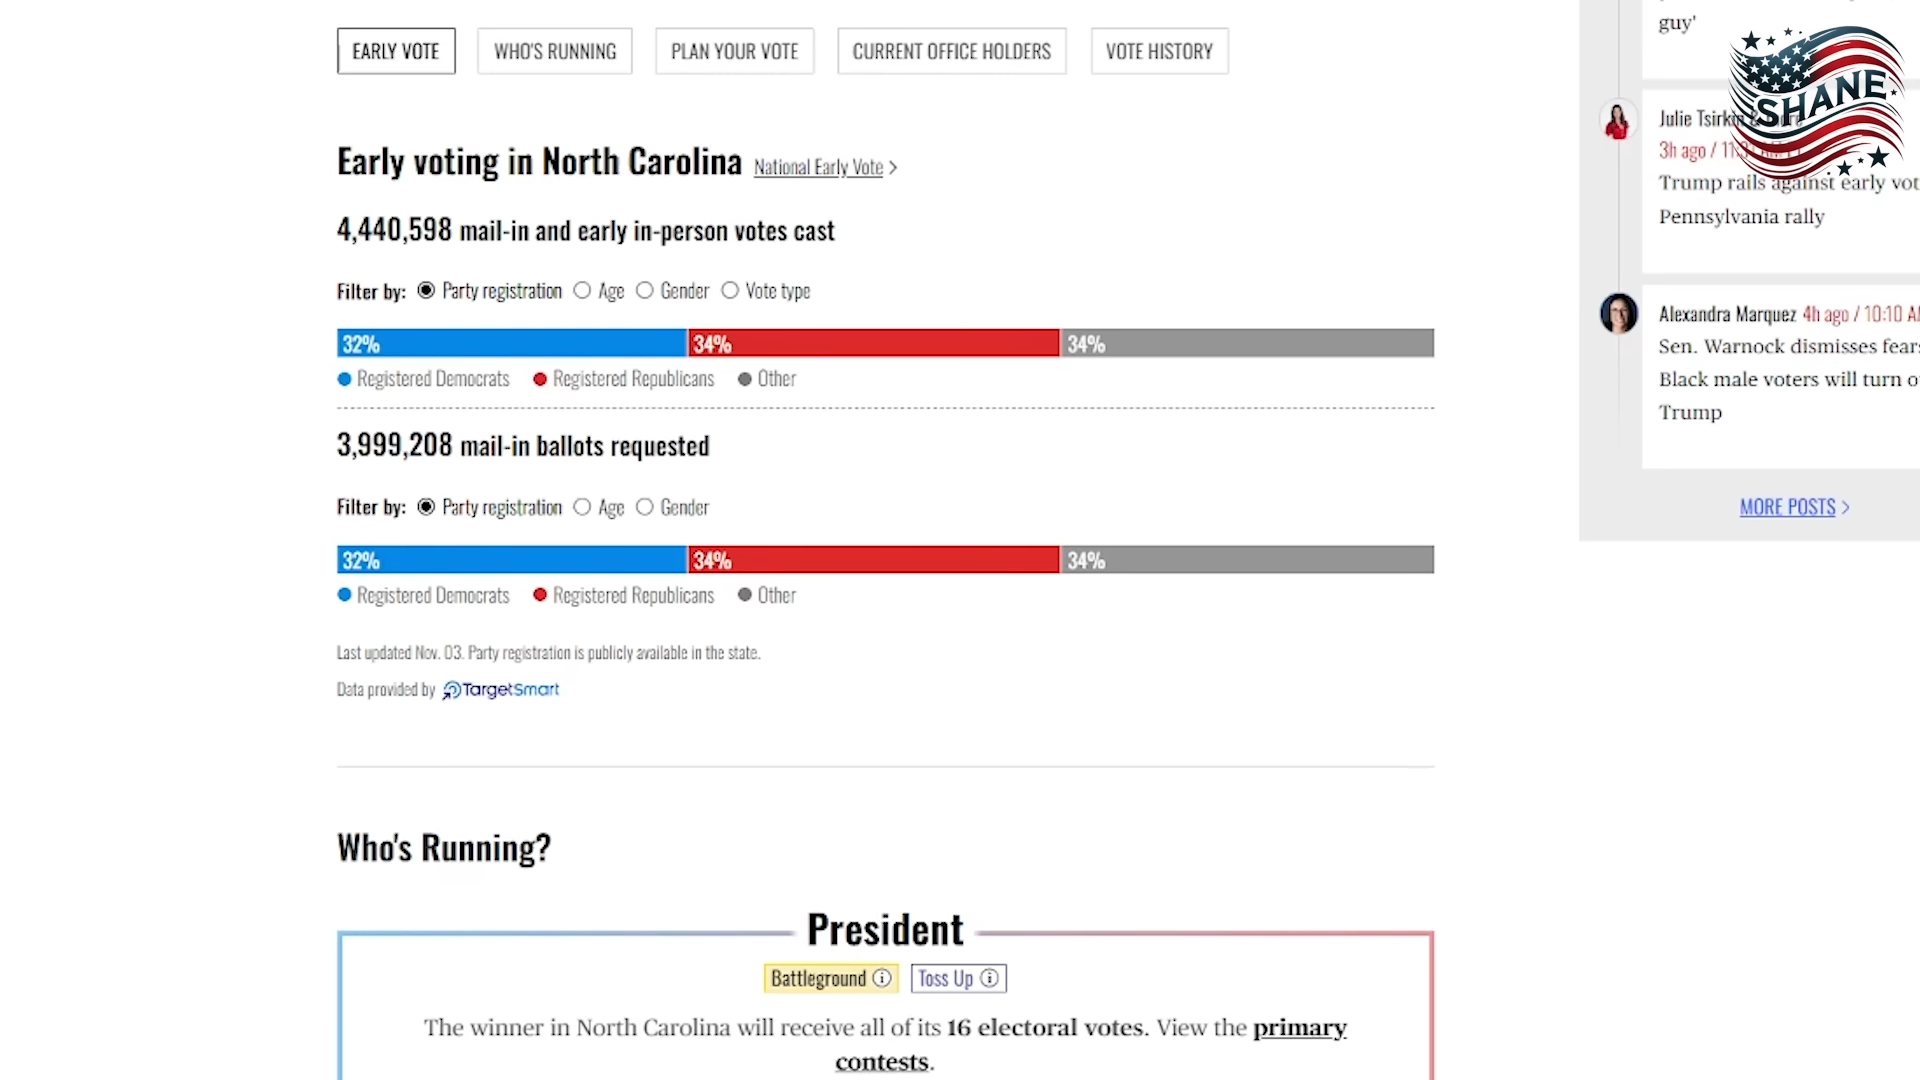 EARLY VOTE
WHO'S RUNNING
PLAN YOUR VOTE
CURRENT OFFICE HOLDERS
VOTE HISTORY
Early voting in North Carolina National Early Vote >
4,440,598 mail-in and early in-person votes cast
Filter by: Party registration Age Gender Vote type
32% 34% 34%
Registered Democrats Registered Republicans Other
3,999,208 mail-in ballots requested
Filter by: Party registration Age Gender
32% 34% 34%
Registered Democrats Registered Republicans Other
Last updated Nov. 03. Party registration is publicly available in the state.
Data provided by TargetSmart
Who's Running?
President
Battleground Toss Up
The winner in North Carolina will receive all of its 16 electoral votes. View the primary
contests.
guy'
SHANE
Julie Tsirkin &
3h ago /
Trump rails against early
Pennsylvania rally
Alexandra Marquez 4h ago / 10:10
Sen. Warnock dismisses
Black male voters will turn
Trump
MORE POSTS >